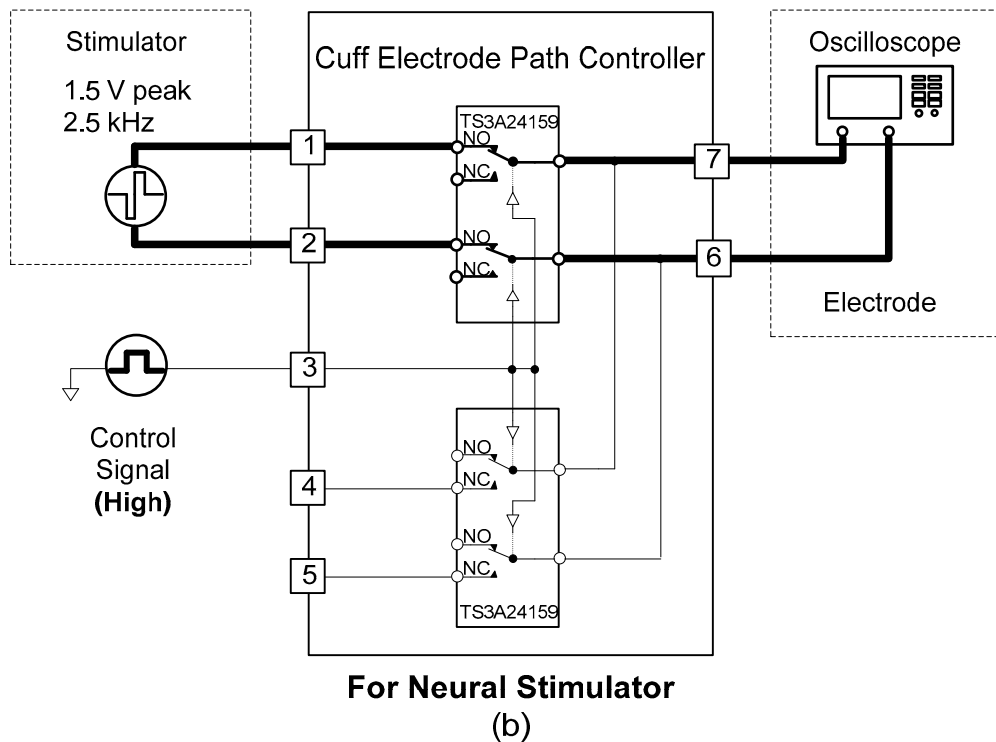 Stimulator
1.5 V peak
2.5 kHz
Cuff Electrode Path Controller
Oscilloscope
TS3A24159
1
NO
NC
7
2
NO
NC
6
Electrode
3
Control
Signal
(High)
NO
4
NC
NO
5
NC
TS3A24159
For Neural Stimulator
(b)